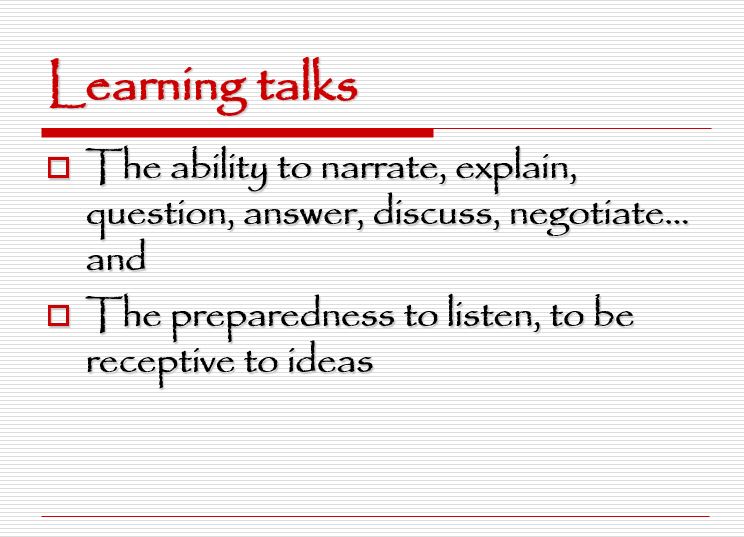 Learning talks
The ability to narrate, explain,
question, answer, discuss, negotiate...
and
The preparedness to listen, to be
receptive to ideas